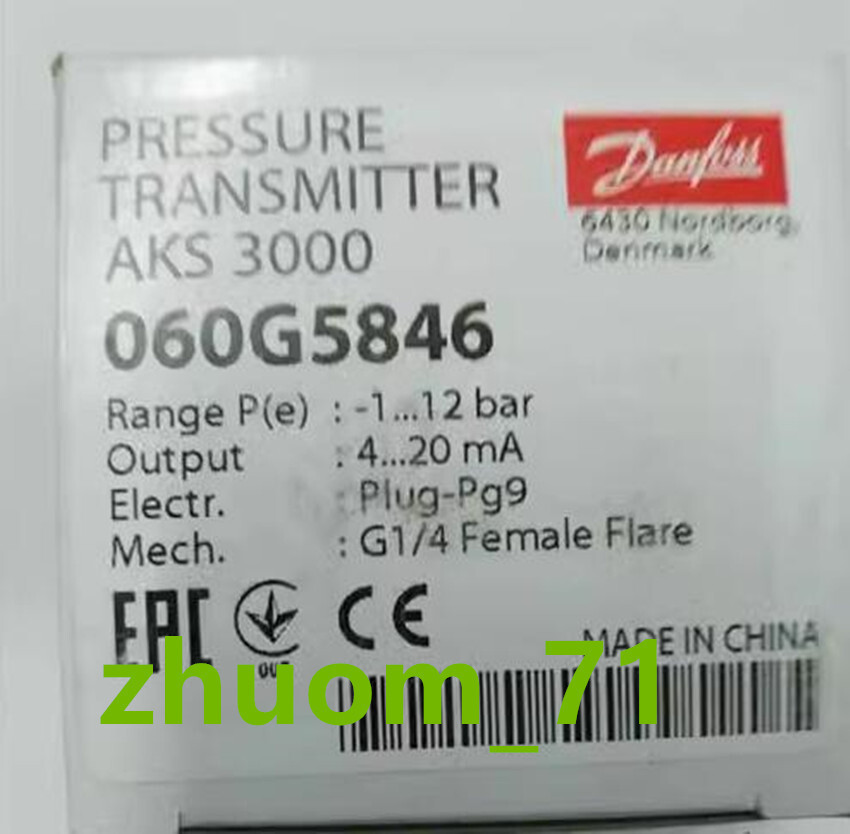 PRESSURE
TRANSMITTER
AKS 3000
Danfoss
6430 Nordborg,
Denmark
060G5846
Range P(e) : -1...12 bar
Output : 4...20 mA
Electr. : Plug-Pg9
Mech. : G1/4 Female Flare
EAC
CE
MADE IN CHINA
zhuom_71